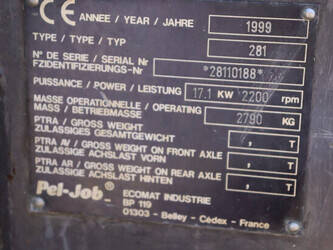 CE ANNEE / YEAR / JAHRE 1999
TYPE / TYPE / TYP 281
N° DE SERIE / SERIAL Nr
FZIDENTIFIZIERUNGS-Nr *28110188*
PUISSANCE / POWER / LEISTUNG 17.1 KW 2200 rpm
MASSE OPERATIONNELLE / OPERATING
MASS / BETRIEBMASSE 2790 KG
PTRA / GROSS WEIGHT
ZULASSIGES GESAMTGEWICHT , T
PTRA AV / GROSS WEIGHT ON FRONT AXLE
ZULASSIGE ACHSLAST VORN , T
PTRA AR / GROSS WEIGHT ON REAR AXLE
ZULASSIGE ACHSLAST HINTEN , T
Pel-Job
ECOMAT INDUSTRIE
BP 119
01303 - Belley - Cédex - France